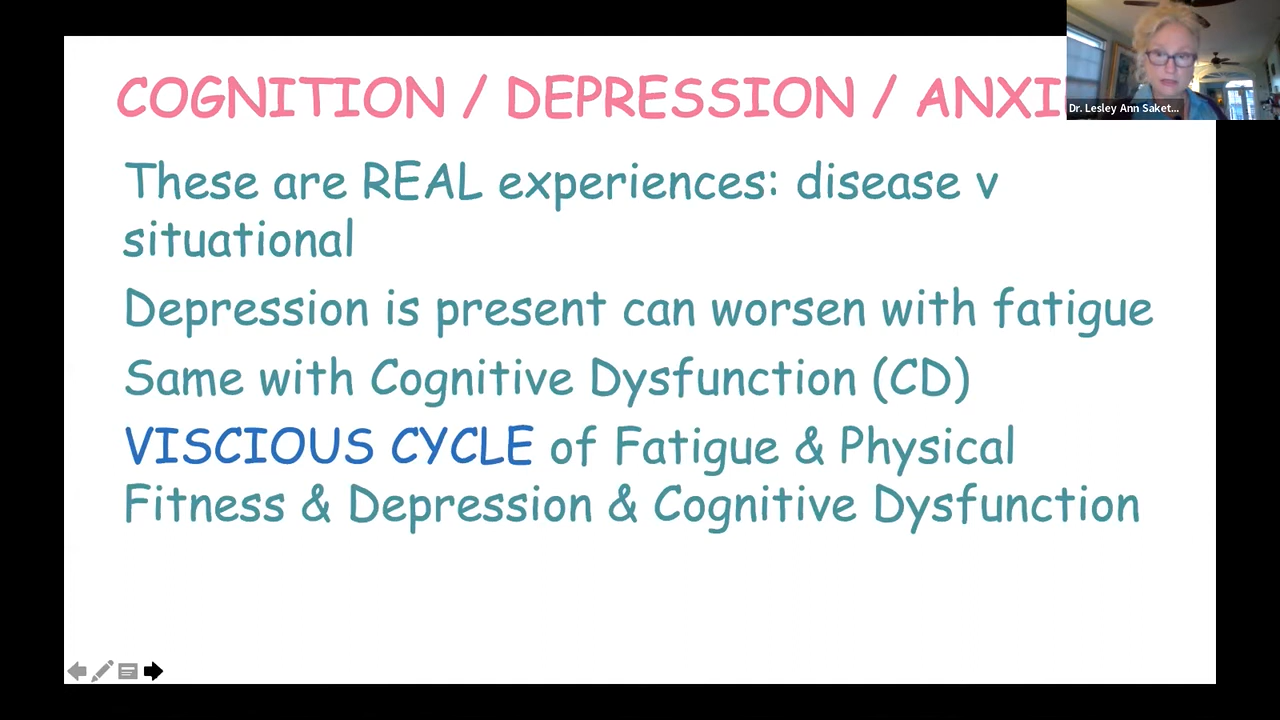 COGNITION / DEPRESSION / ANXI
Dr. Lesley Ann Saket...
These are REAL experiences: disease v
situational
Depression is present can worsen with fatigue
Same with Cognitive Dysfunction (CD)
VISCIOUS CYCLE of Fatigue & Physical
Fitness & Depression & Cognitive Dysfunction